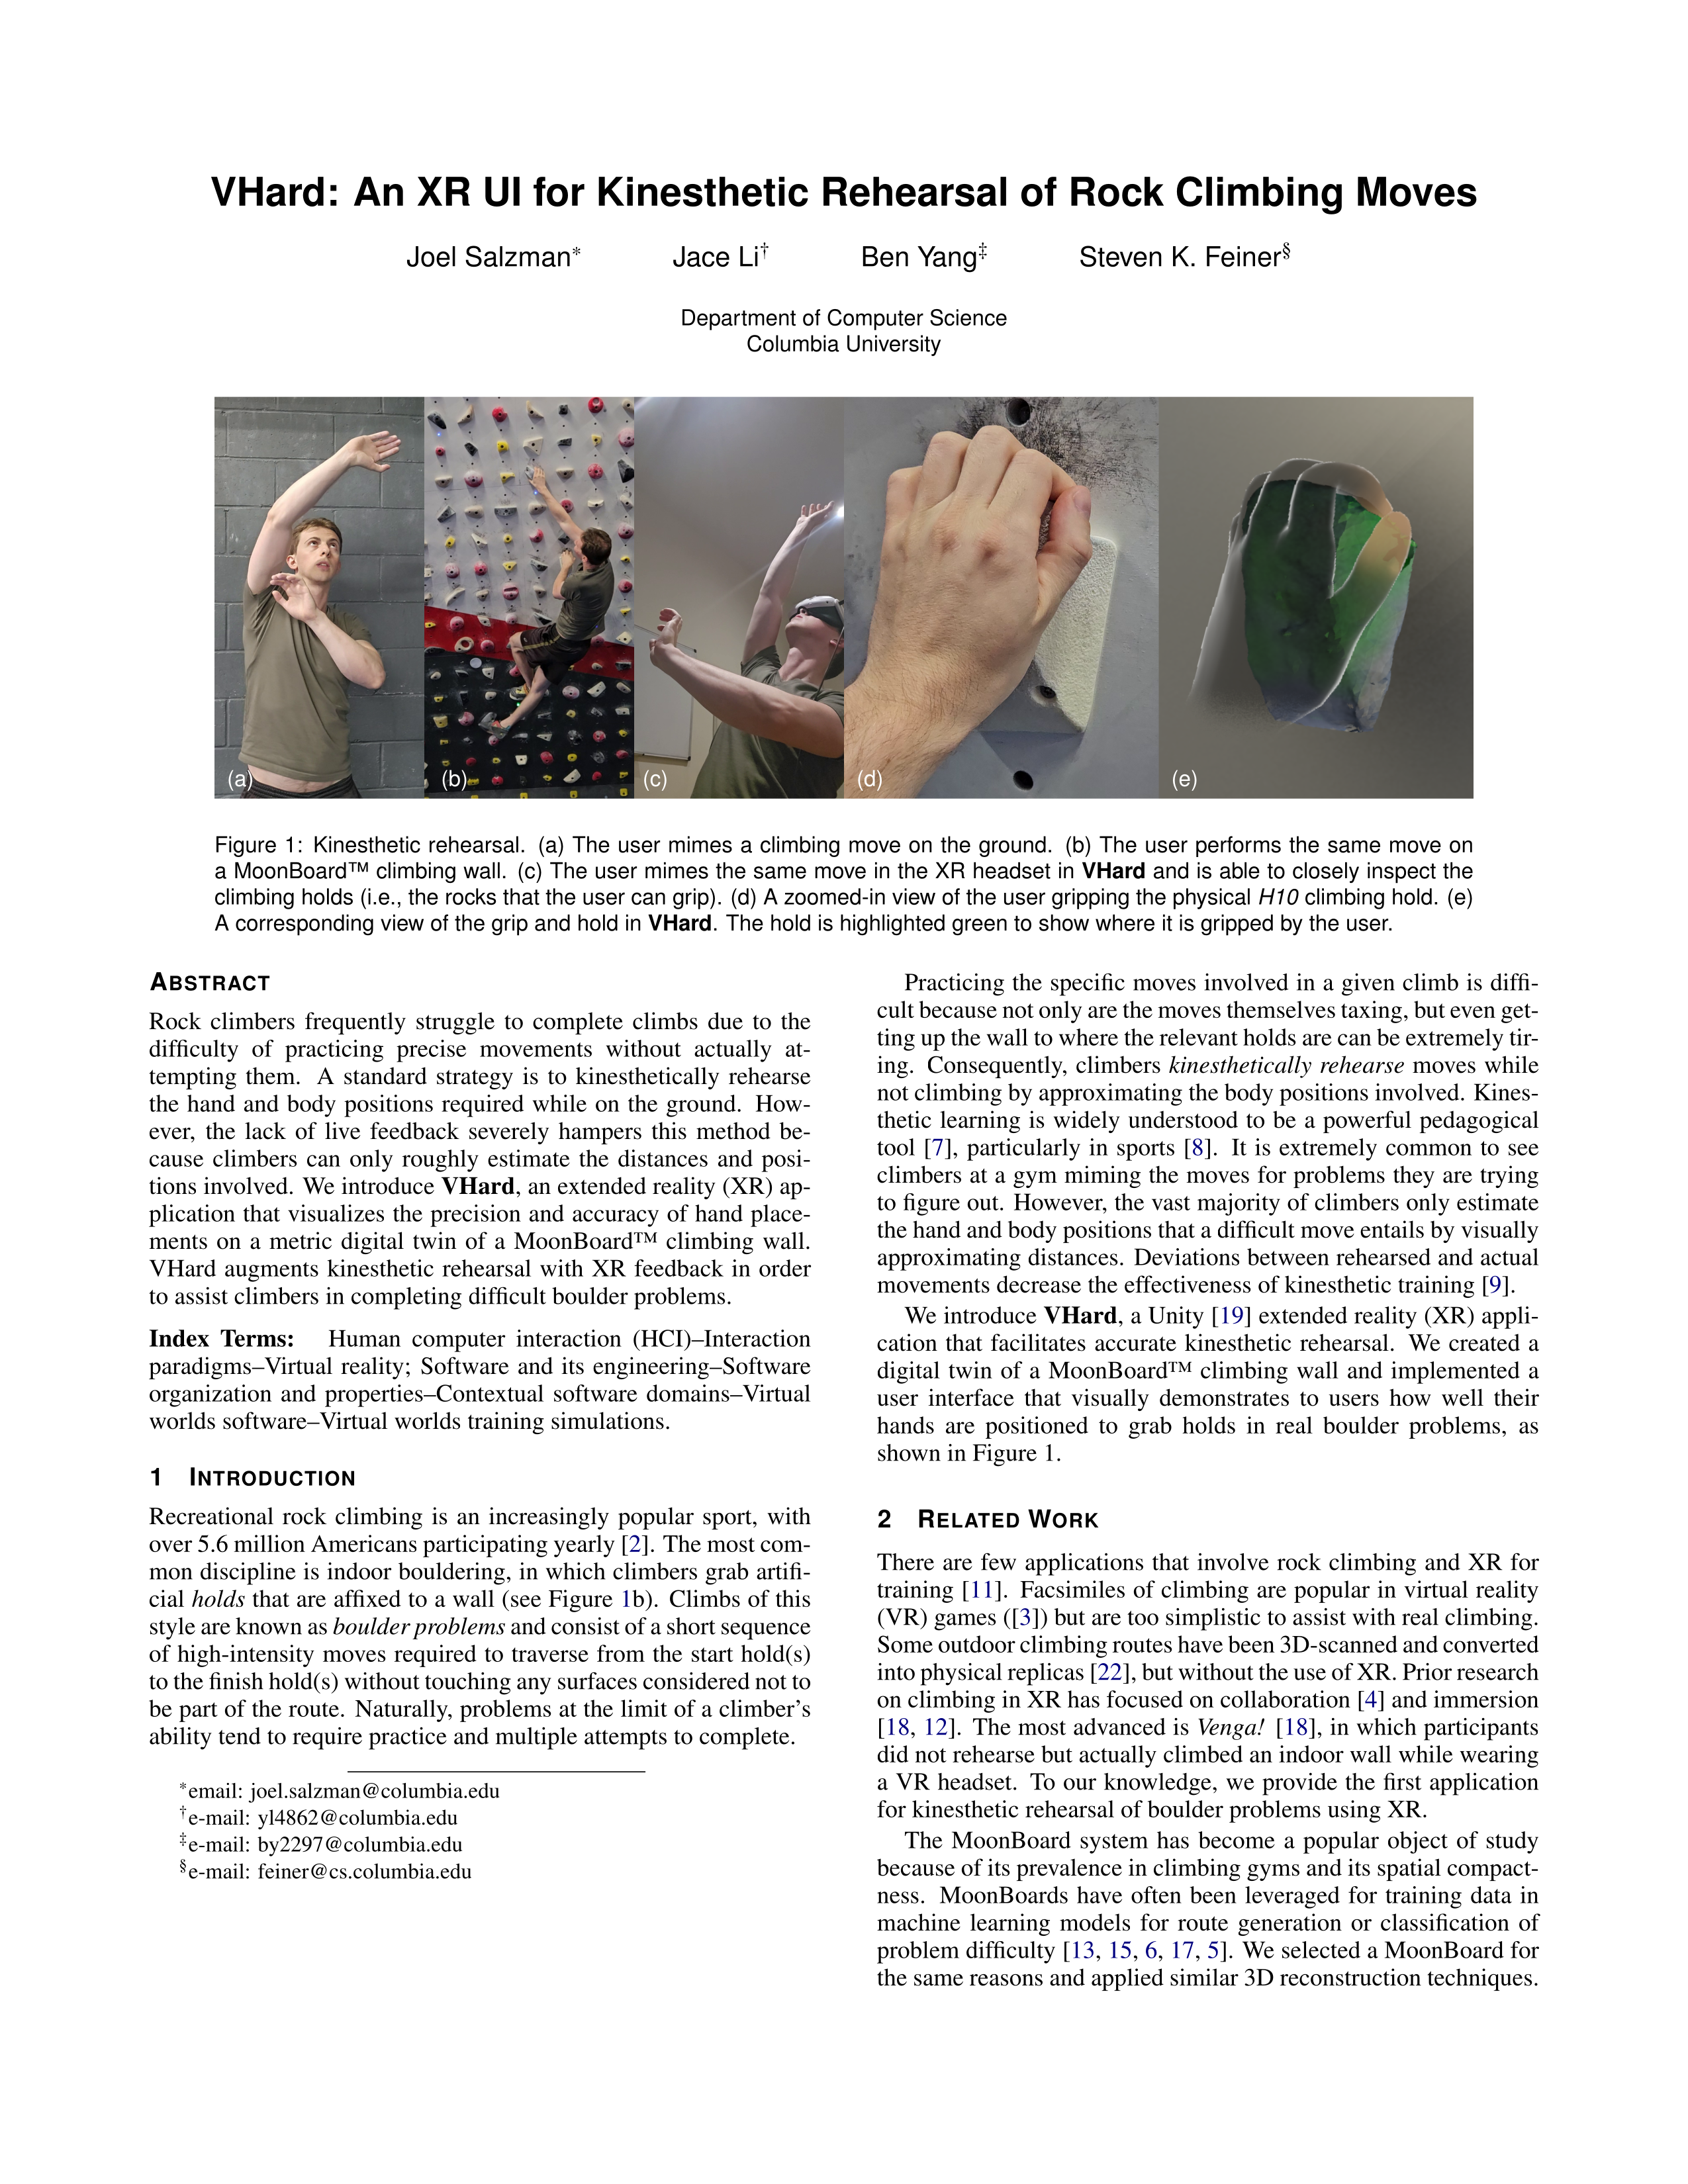 VHard: An XR UI for Kinesthetic Rehearsal of Rock Climbing Moves
Joel Salzman* Jace Li† Ben Yang‡ Steven K. Feiner§
Department of Computer Science
Columbia University
(a) (b) (c) (d) (e)
Figure 1: Kinesthetic rehearsal. (a) The user mimes a climbing move on the ground. (b) The user performs the same move on
a MoonBoard™ climbing wall. (c) The user mimes the same move in the XR headset in VHard and is able to closely inspect the
climbing holds (i.e., the rocks that the user can grip). (d) A zoomed-in view of the user gripping the physical H10 climbing hold. (e)
A corresponding view of the grip and hold in VHard. The hold is highlighted green to show where it is gripped by the user.
ABSTRACT
Rock climbers frequently struggle to complete climbs due to the
difficulty of practicing precise movements without actually at-
tempting them. A standard strategy is to kinesthetically rehearse
the hand and body positions required while on the ground. How-
ever, the lack of live feedback severely hampers this method be-
cause climbers can only roughly estimate the distances and posi-
tions involved. We introduce VHard, an extended reality (XR) ap-
plication that visualizes the precision and accuracy of hand place-
ments on a metric digital twin of a MoonBoard™ climbing wall.
VHard augments kinesthetic rehearsal with XR feedback in order
to assist climbers in completing difficult boulder problems.
Index Terms: Human computer interaction (HCI)–Interaction
paradigms–Virtual reality; Software and its engineering–Software
organization and properties–Contextual software domains–Virtual
worlds software–Virtual worlds training simulations.
1 INTRODUCTION
Recreational rock climbing is an increasingly popular sport, with
over 5.6 million Americans participating yearly [2]. The most com-
mon discipline is indoor bouldering, in which climbers grab artifi-
cial holds that are affixed to a wall (see Figure 1b). Climbs of this
style are known as boulder problems and consist of a short sequence
of high-intensity moves required to traverse from the start hold(s)
to the finish hold(s) without touching any surfaces considered not to
be part of the route. Naturally, problems at the limit of a climber's
ability tend to require practice and multiple attempts to complete.
*email: joel.salzman@columbia.edu
†e-mail: yl4862@columbia.edu
‡e-mail: by2297@columbia.edu
§e-mail: feiner@cs.columbia.edu
Practicing the specific moves involved in a given climb is diffi-
cult because not only are the moves themselves taxing, but even get-
ting up the wall to where the relevant holds are can be extremely tir-
ing. Consequently, climbers kinesthetically rehearse moves while
not climbing by approximating the body positions involved. Kines-
thetic learning is widely understood to be a powerful pedagogical
tool [7], particularly in sports [8]. It is extremely common to see
climbers at a gym miming the moves for problems they are trying
to figure out. However, the vast majority of climbers only estimate
the hand and body positions that a difficult move entails by visually
approximating distances. Deviations between rehearsed and actual
movements decrease the effectiveness of kinesthetic training [9].
We introduce VHard, a Unity [19] extended reality (XR) appli-
cation that facilitates accurate kinesthetic rehearsal. We created a
digital twin of a MoonBoard™ climbing wall and implemented a
user interface that visually demonstrates to users how well their
hands are positioned to grab holds in real boulder problems, as
shown in Figure 1.
2 RELATED WORK
There are few applications that involve rock climbing and XR for
training [11]. Facsimiles of climbing are popular in virtual reality
(VR) games ([3]) but are too simplistic to assist with real climbing.
Some outdoor climbing routes have been 3D-scanned and converted
into physical replicas [22], but without the use of XR. Prior research
on climbing in XR has focused on collaboration [4] and immersion
[18, 12]. The most advanced is Venga! [18], in which participants
did not rehearse but actually climbed an indoor wall while wearing
a VR headset. To our knowledge, we provide the first application
for kinesthetic rehearsal of boulder problems using XR.
The MoonBoard system has become a popular object of study
because of its prevalence in climbing gyms and its spatial compact-
ness. MoonBoards have often been leveraged for training data in
machine learning models for route generation or classification of
problem difficulty [13, 15, 6, 17, 5]. We selected a MoonBoard for
the same reasons and applied similar 3D reconstruction techniques.